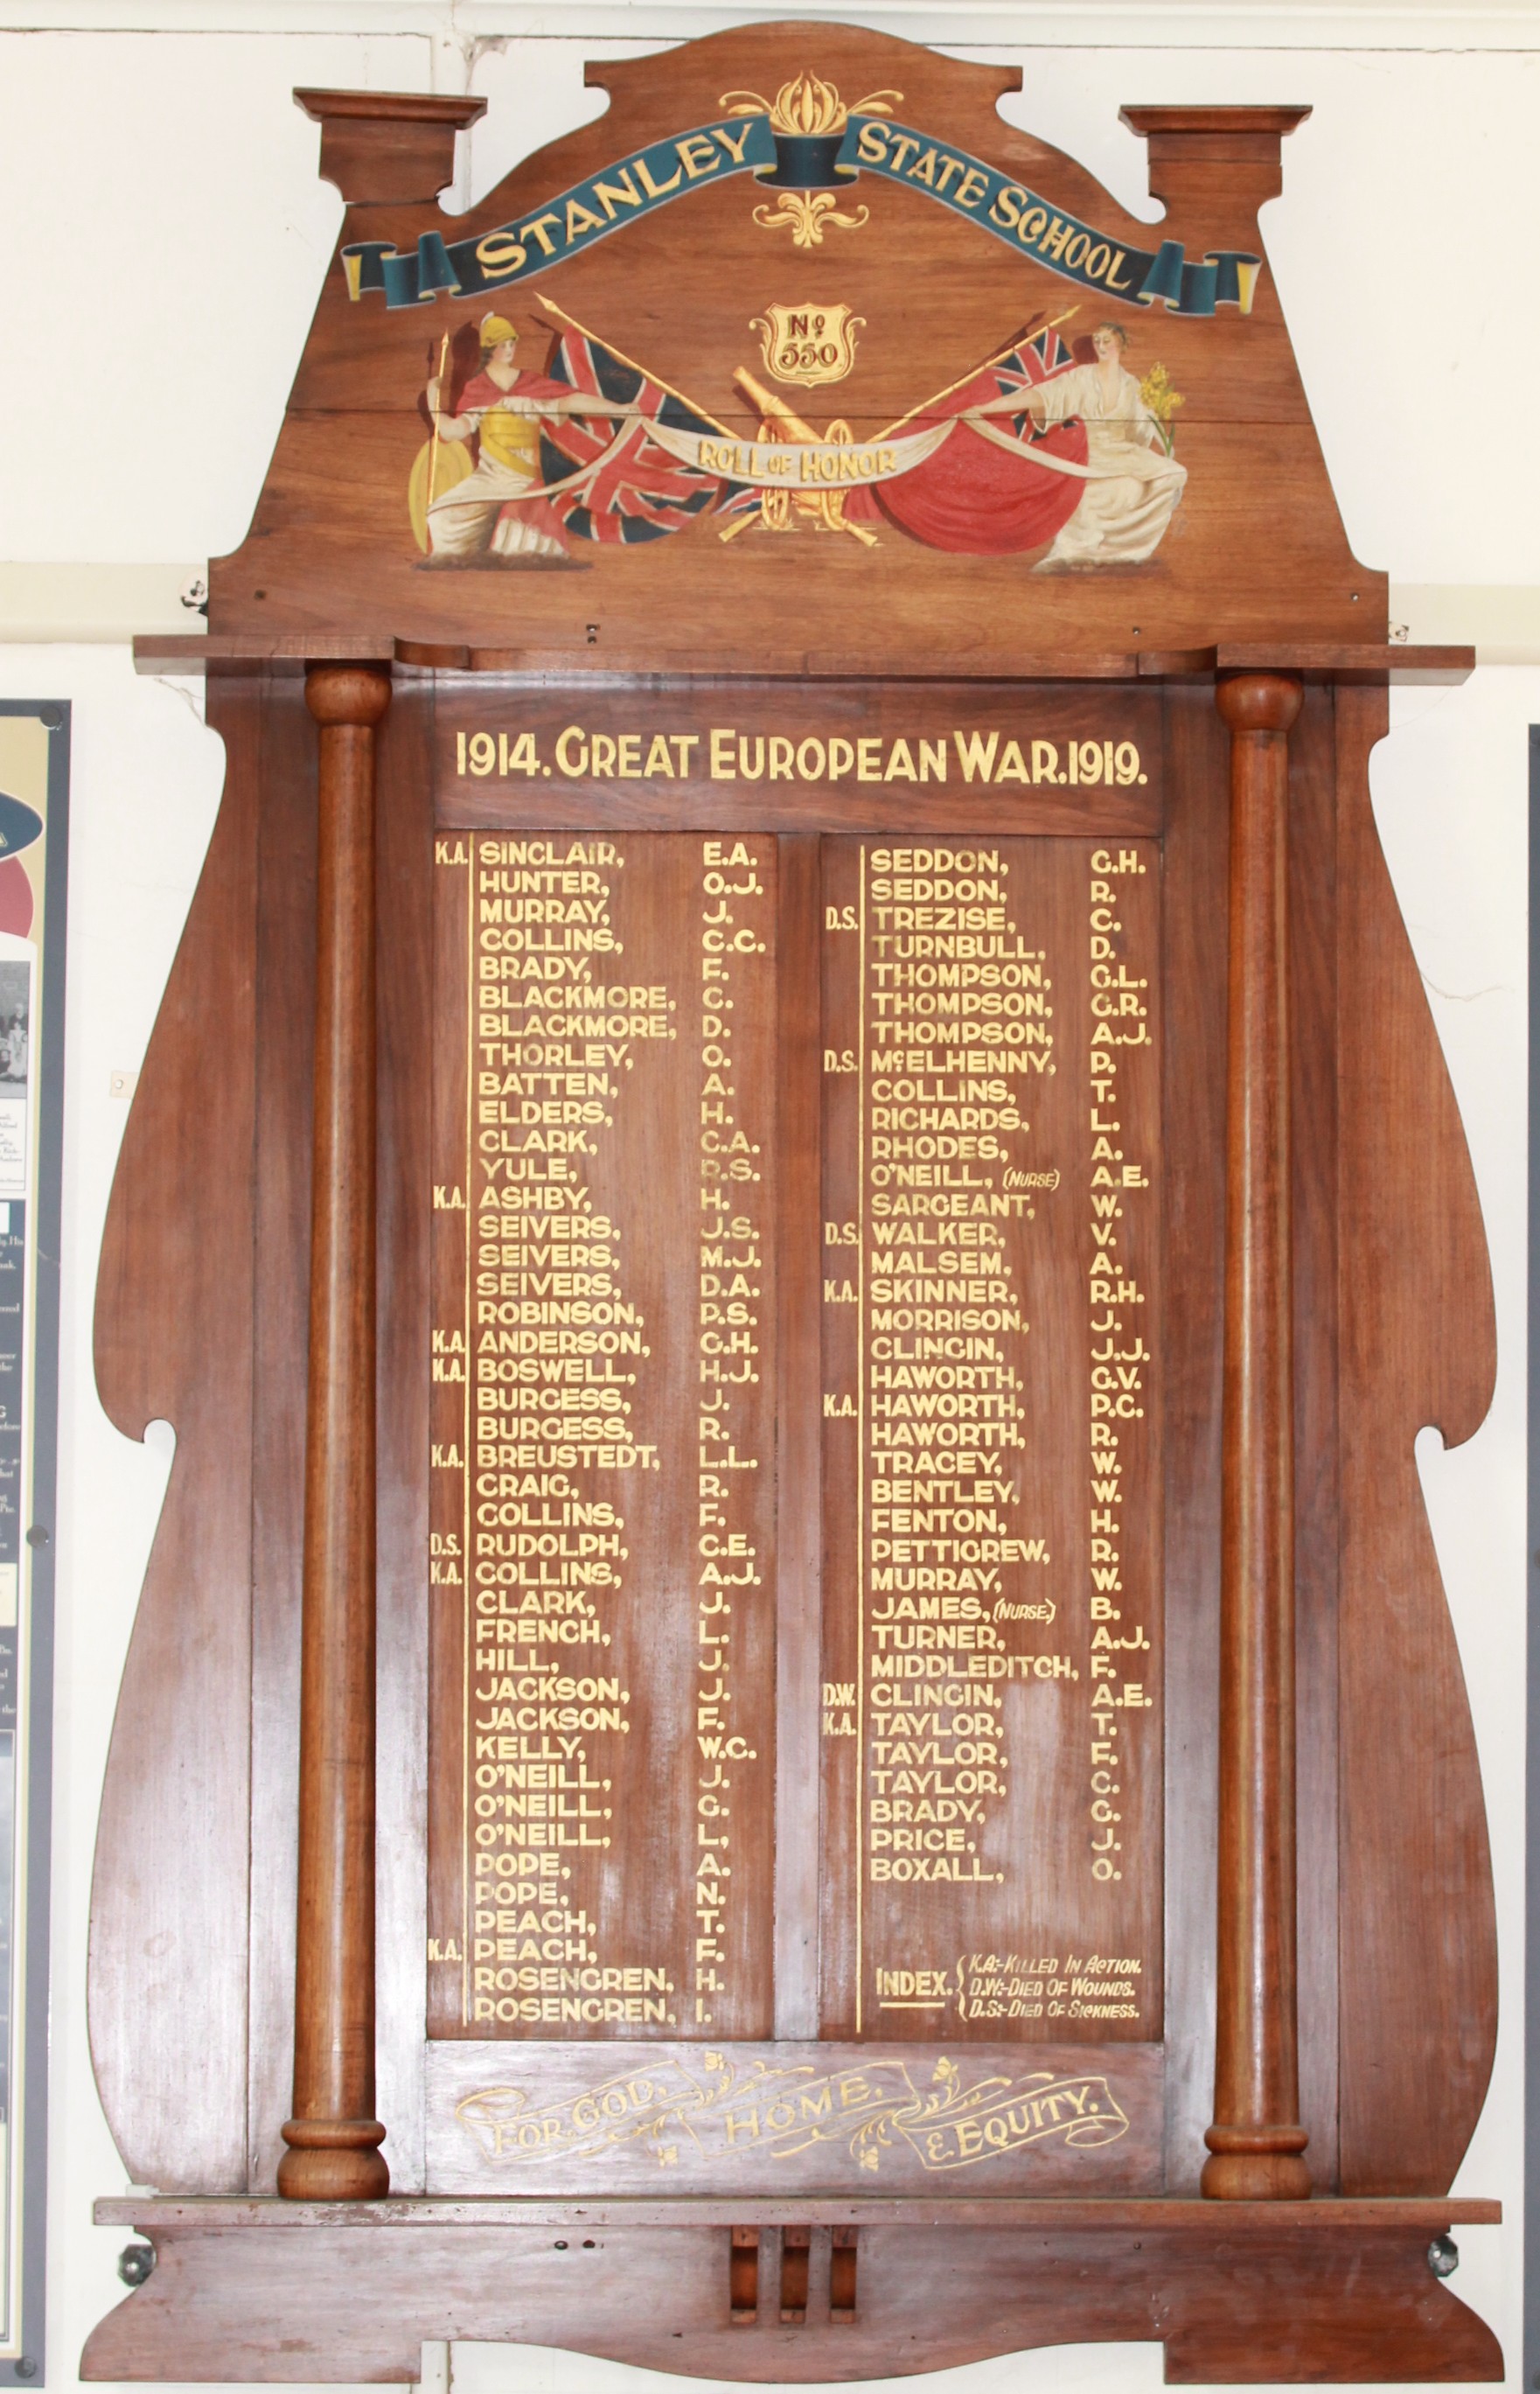 STANLEY STATE SCHOOL
No
550
ROLL OF HONOR
1914. GREAT EUROPEAN WAR. 1919.
K.A. SINCLAIR, E.A.
HUNTER, O.J.
MURRAY, J.
COLLINS, C.C.
BRADY, F.
BLACKMORE, C.
BLACKMORE, D.
THORLEY, O.
BATTEN, A.
ELDERS, H.
CLARK, C.A.
YULE, R.S.
K.A. ASHBY, H.
SEIVERS, J.S.
SEIVERS, M.J.
SEIVERS, D.A.
ROBINSON, P.S.
K.A. ANDERSON, G.H.
K.A. BOSWELL, H.J.
BURGESS, J.
BURGESS, R.
K.A. BREUSTEDT, L.L.
CRAIG, R.
COLLINS, F.
D.S. RUDOLPH, C.E.
K.A. COLLINS, A.J.
CLARK, J.
FRENCH, L.
HILL, J.
JACKSON, J.
JACKSON, F.
KELLY, W.C.
O'NEILL, J.
O'NEILL, G.
O'NEILL, L,
POPE, A.
POPE, N.
PEACH, T.
K.A. PEACH, F.
ROSENGREN, H.
ROSENGREN, I.
SEDDON, G.H.
SEDDON, R.
D.S. TREZISE, C.
TURNBULL, D.
THOMPSON, G.L.
THOMPSON, G.R.
THOMPSON, A.J.
D.S. McELHENNY, P.
COLLINS, T.
RICHARDS, L.
RHODES, A.
O'NEILL, (NURSE) A.E.
SARGEANT, W.
D.S. WALKER, V.
MALSEM, A.
K.A. SKINNER, R.H.
MORRISON, J.
CLINGIN, J.J.
HAWORTH, G.V.
K.A. HAWORTH, P.C.
HAWORTH, R.
TRACEY, W.
BENTLEY, W.
FENTON, H.
PETTIGREW, R.
MURRAY, W.
JAMES, (NURSE) B.
TURNER, A.J.
MIDDLEDITCH, F.
D.W. CLINGIN, A.E.
K.A. TAYLOR, T.
TAYLOR, F.
TAYLOR, C.
BRADY, G.
PRICE, J.
BOXALL, O.
INDEX. K.A:-KILLED IN ACTION.
D.W:-DIED OF WOUNDS.
D.S:-DIED OF SICKNESS.
FOR GOD, HOME, & EQUITY.